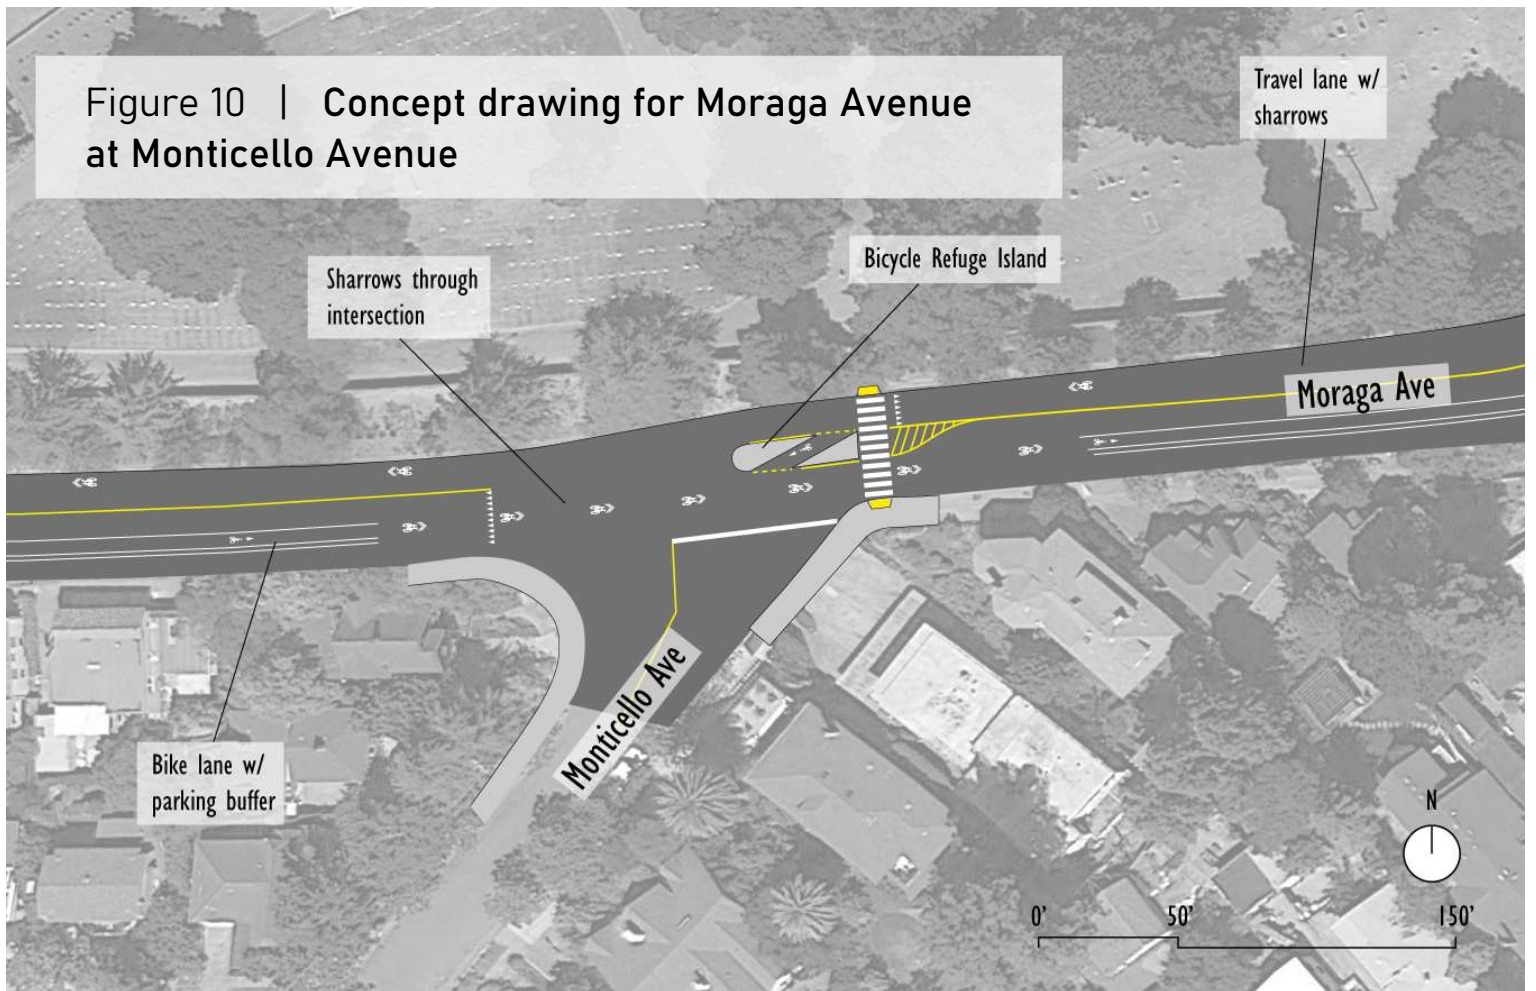 Figure 10 | Concept drawing for Moraga Avenue
at Monticello Avenue
Travel lane w/
sharrows
Bicycle Refuge Island
Sharrows through
intersection
Moraga Ave
Monticello Ave
Bike lane w/
parking buffer
N
0' 50' 150'